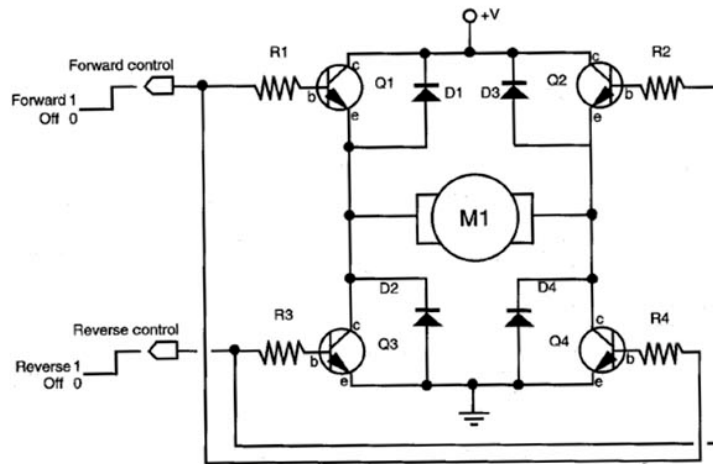 +V
Forward control
R1
c
Q1
b
e
D1
D3
c
Q2
b
e
R2
Forward 1
Off 0
M1
Reverse control
R3
D2
c
Q3
b
e
D4
c
Q4
b
e
R4
Reverse 1
Off 0